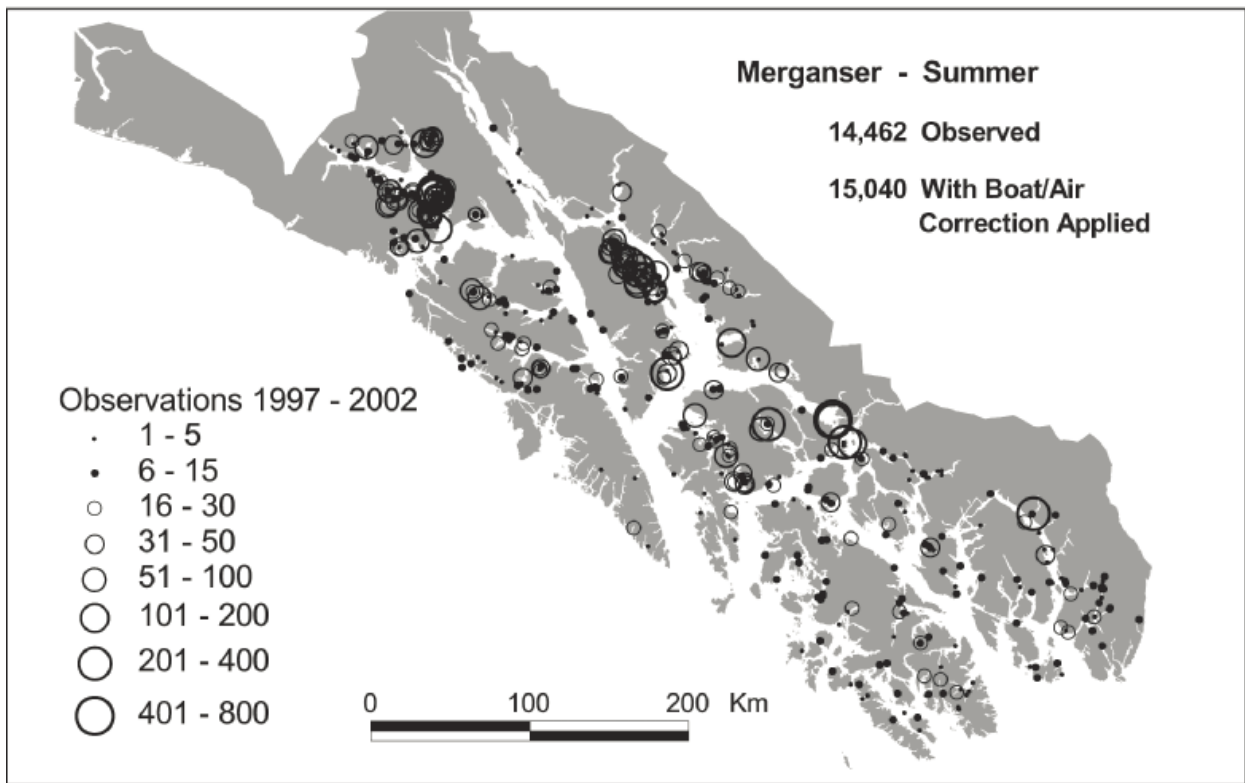 Merganser - Summer
14,462 Observed
15,040 With Boat/Air
Correction Applied
Observations 1997 - 2002
1 - 5
6 - 15
16 - 30
31 - 50
51 - 100
101 - 200
201 - 400
401 - 800
0 100 200 Km